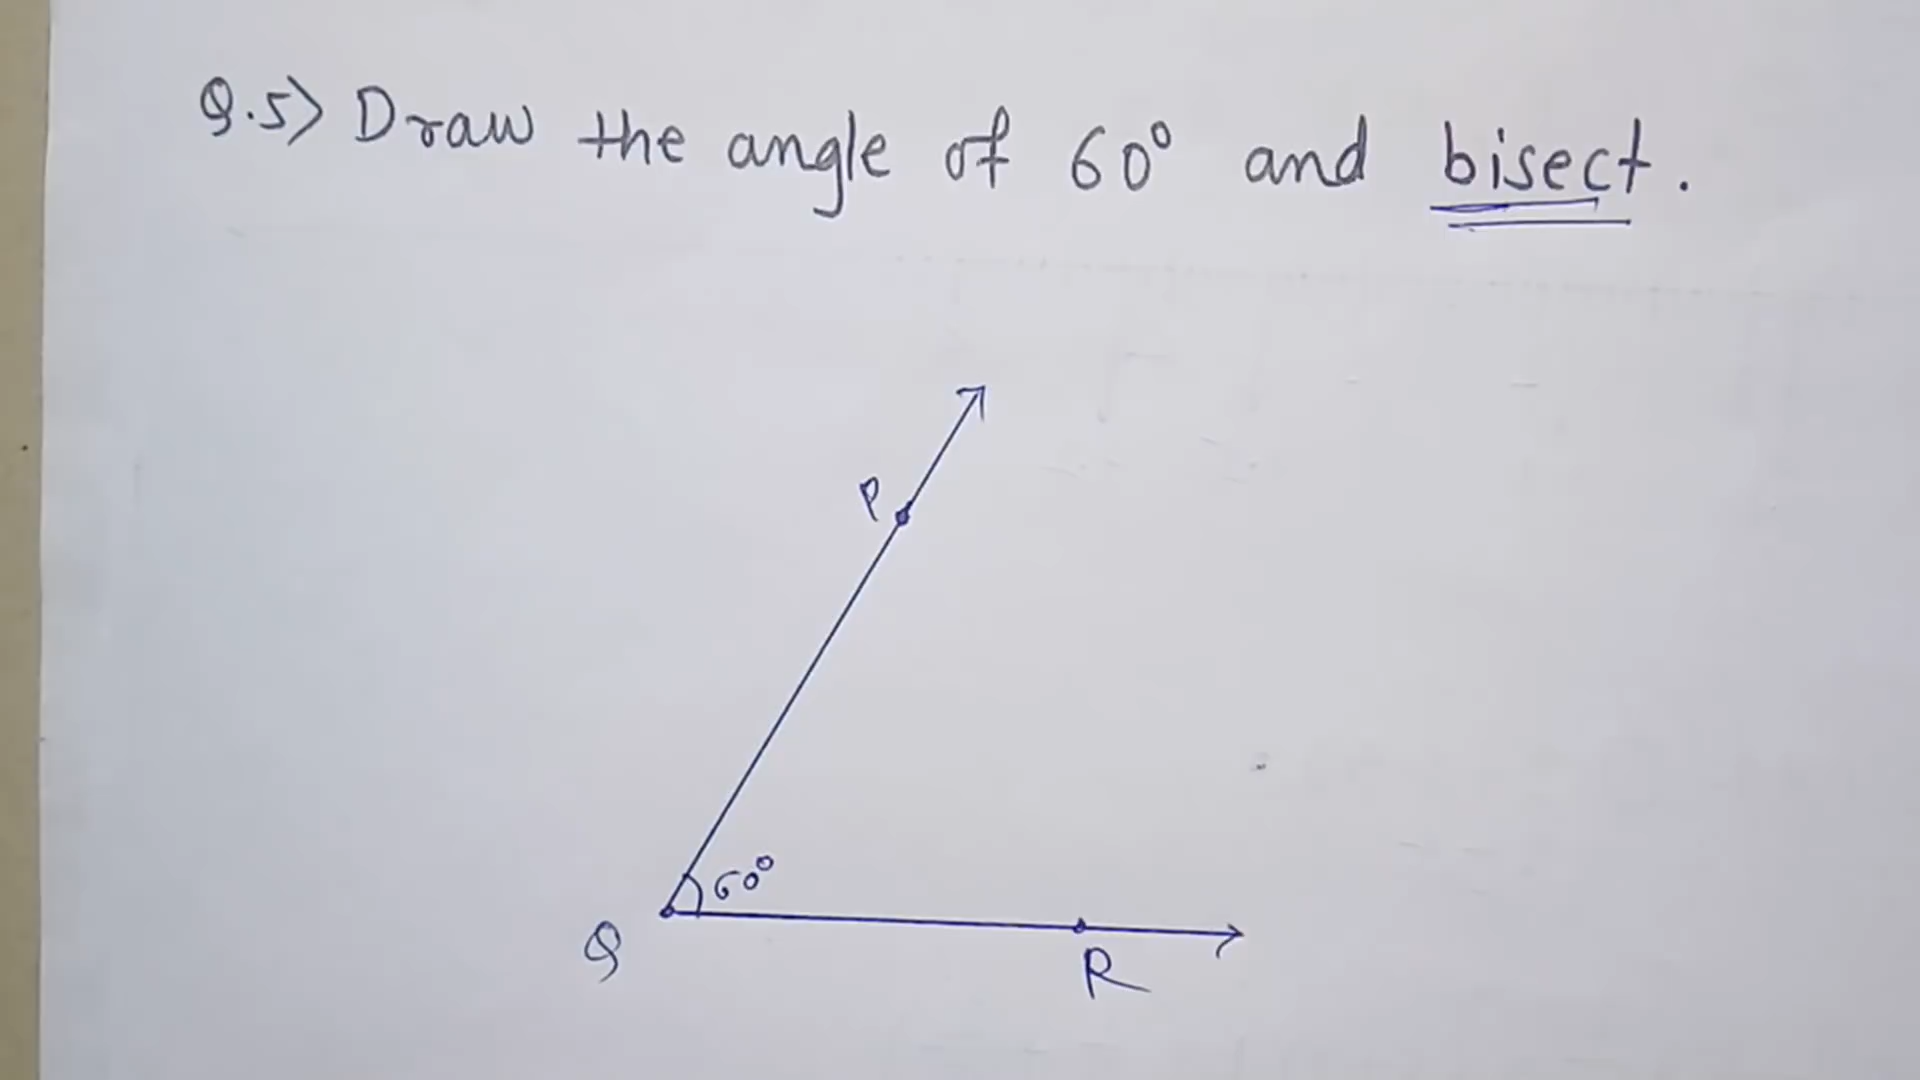 Q.5) Draw the angle of 60° and bisect.
P
60°
Q
R